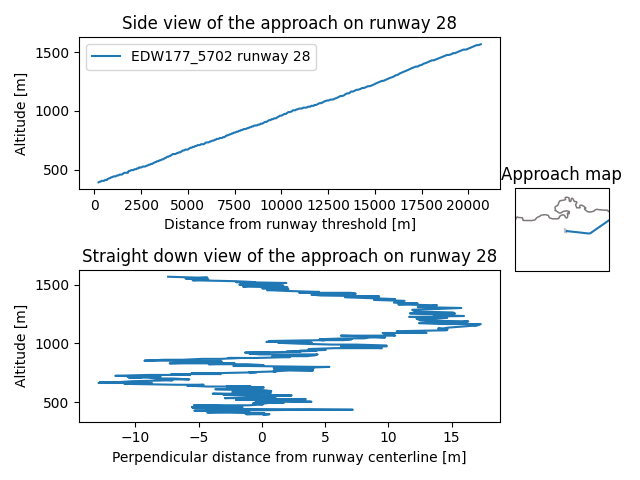 Side view of the approach on runway 28
EDW177_5702 runway 28
Altitude [m]
1500
1000
500
0 2500 5000 7500 10000 12500 15000 17500 20000
Distance from runway threshold [m]
Approach map
Straight down view of the approach on runway 28
Altitude [m]
1500
1000
500
−10 −5 0 5 10 15
Perpendicular distance from runway centerline [m]